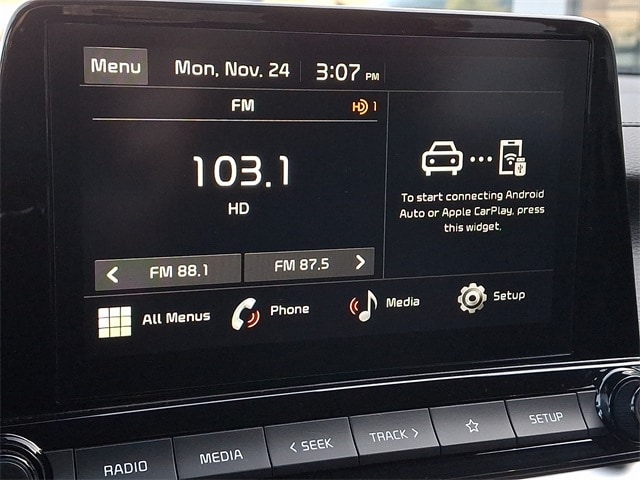 Menu Mon, Nov. 24 3:07 PM
FM HD 1
103.1
HD
To start connecting Android
Auto or Apple CarPlay, press
this widget.
< FM 88.1 FM 87.5 >
All Menus Phone Media Setup
RADIO MEDIA < SEEK TRACK > ☆ SETUP